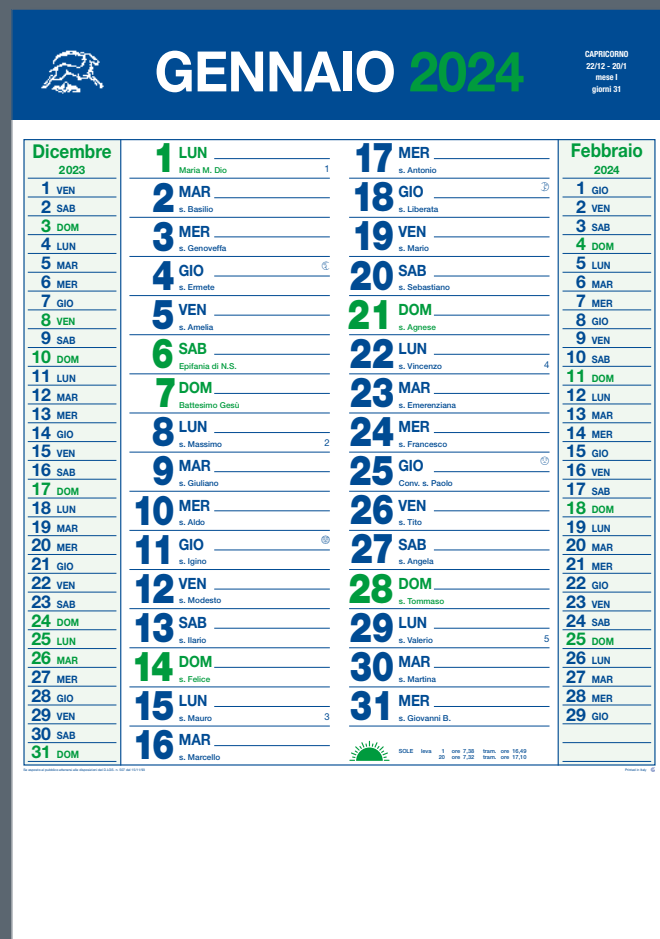 GENNAIO 2024
CAPRICORNO
22/12 - 20/1
mese I
giorni 31
Dicembre
2023
1 VEN
2 SAB
3 DOM
4 LUN
5 MAR
6 MER
7 GIO
8 VEN
9 SAB
10 DOM
11 LUN
12 MAR
13 MER
14 GIO
15 VEN
16 SAB
17 DOM
18 LUN
19 MAR
20 MER
21 GIO
22 VEN
23 SAB
24 DOM
25 LUN
26 MAR
27 MER
28 GIO
29 VEN
30 SAB
31 DOM
1 LUN
Maria M. Dio 1
2 MAR
s. Basilio
3 MER
s. Genoveffa
4 GIO
s. Ermete
5 VEN
s. Amelia
6 SAB
Epifania di N.S.
7 DOM
Battesimo Gesù
8 LUN
s. Massimo 2
9 MAR
s. Giuliano
10 MER
s. Aldo
11 GIO
s. Igino
12 VEN
s. Modesto
13 SAB
s. Ilario
14 DOM
s. Felice
15 LUN
s. Mauro 3
16 MAR
s. Marcello
17 MER
s. Antonio
18 GIO
s. Liberata
19 VEN
s. Mario
20 SAB
s. Sebastiano
21 DOM
s. Agnese
22 LUN
s. Vincenzo 4
23 MAR
s. Emerenziana
24 MER
s. Francesco
25 GIO
Conv. s. Paolo
26 VEN
s. Tito
27 SAB
s. Angela
28 DOM
s. Tommaso
29 LUN
s. Valerio 5
30 MAR
s. Martina
31 MER
s. Giovanni B.
SOLE leva 1 ore 7,38 tram. ore 16,49
20 ore 7,32 tram. ore 17,10
Febbraio
2024
1 GIO
2 VEN
3 SAB
4 DOM
5 LUN
6 MAR
7 MER
8 GIO
9 VEN
10 SAB
11 DOM
12 LUN
13 MAR
14 MER
15 GIO
16 VEN
17 SAB
18 DOM
19 LUN
20 MAR
21 MER
22 GIO
23 VEN
24 SAB
25 DOM
26 LUN
27 MAR
28 MER
29 GIO
Printed in Italy